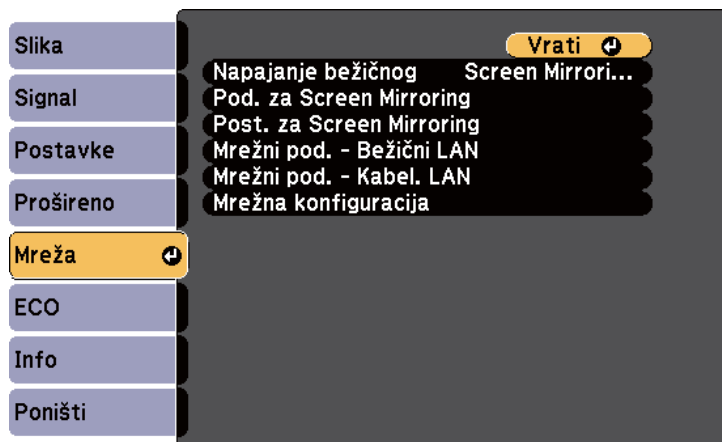 Slika
Signal
Postavke
Prošireno
Mreža
ECO
Info
Poništi
Vrati
Napajanje bežičnog Screen Mirrori...
Pod. za Screen Mirroring
Post. za Screen Mirroring
Mrežni pod. - Bežični LAN
Mrežni pod. - Kabel. LAN
Mrežna konfiguracija